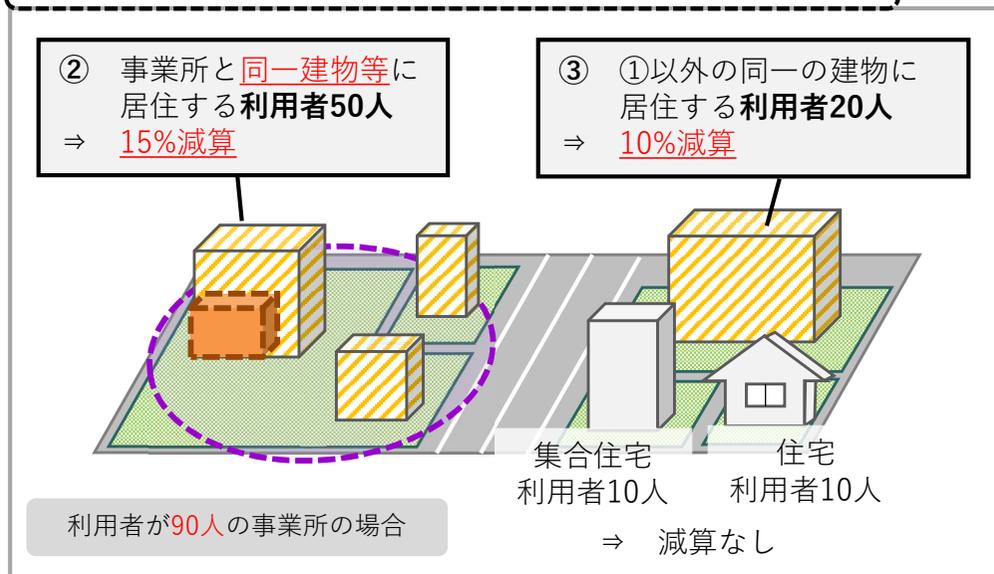 ② 事業所と同一建物等に
居住する利用者50人
⇒ 15%減算
③ ①以外の同一の建物に
居住する利用者20人
⇒ 10%減算
集合住宅
利用者10人
住宅
利用者10人
⇒ 減算なし
利用者が90人の事業所の場合